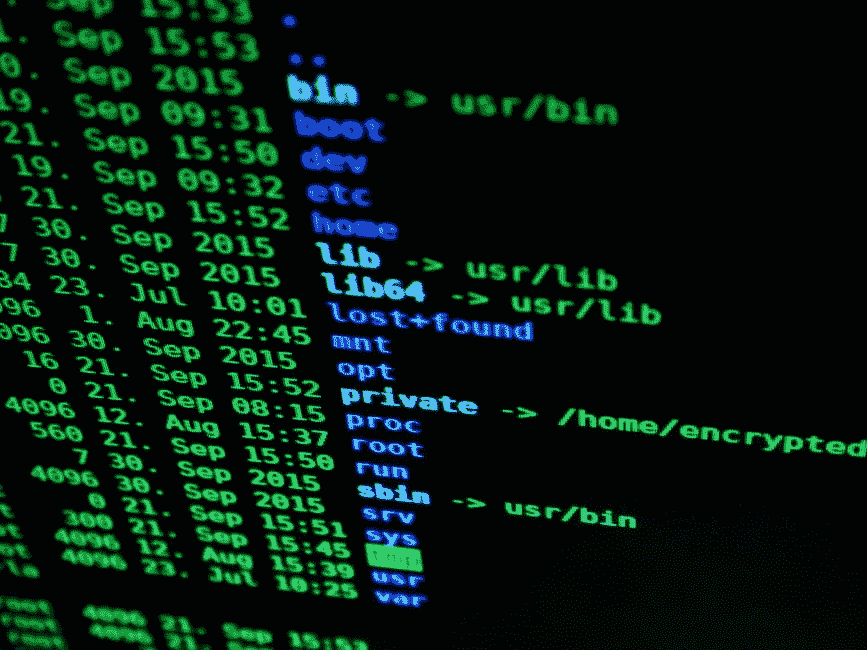 Sep 15:53 .
1. Sep 15:53 ..
0. Sep 2015 bin -> usr/bin
19. Sep 09:31 boot
21. Sep 15:50 dev
19. Sep 09:32 etc
21. Sep 15:52 home
7 30. Sep 2015 lib -> usr/lib
7 30. Sep 2015 lib64 -> usr/lib
84 23. Jul 10:01 lost+found
096 1. Aug 22:45 mnt
096 30. Sep 2015 opt
16 21. Sep 15:52 private -> /home/encrypted
0 21. Sep 08:15 proc
4096 12. Aug 15:37 root
560 21. Sep 15:50 run
7 30. Sep 2015 sbin -> usr/bin
4096 30. Sep 2015 srv
0 21. Sep 15:51 sys
300 21. Sep 15:45 tmp
4096 12. Aug 15:39 usr
4096 23. Jul 10:25 var
root 4096 21. Sep 15:53
root 4096 21. Sep